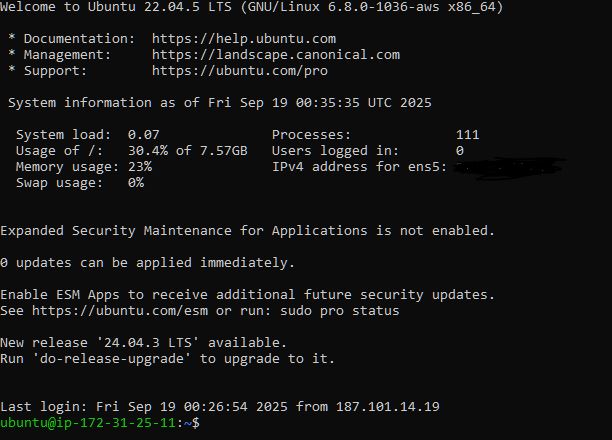 Welcome to Ubuntu 22.04.5 LTS (GNU/Linux 6.8.0-1036-aws x86_64)
* Documentation:  https://help.ubuntu.com
* Management:     https://landscape.canonical.com
* Support:        https://ubuntu.com/pro
System information as of Fri Sep 19 00:35:35 UTC 2025
System load:  0.07              Processes:             111
Usage of /:   30.4% of 7.57GB   Users logged in:       0
Memory usage: 23%               IPv4 address for ens5:
Swap usage:   0%
Expanded Security Maintenance for Applications is not enabled.
0 updates can be applied immediately.
Enable ESM Apps to receive additional future security updates.
See https://ubuntu.com/esm or run: sudo pro status
New release '24.04.3 LTS' available.
Run 'do-release-upgrade' to upgrade to it.
Last login: Fri Sep 19 00:26:54 2025 from 187.101.14.19
ubuntu@ip-172-31-25-11:~$